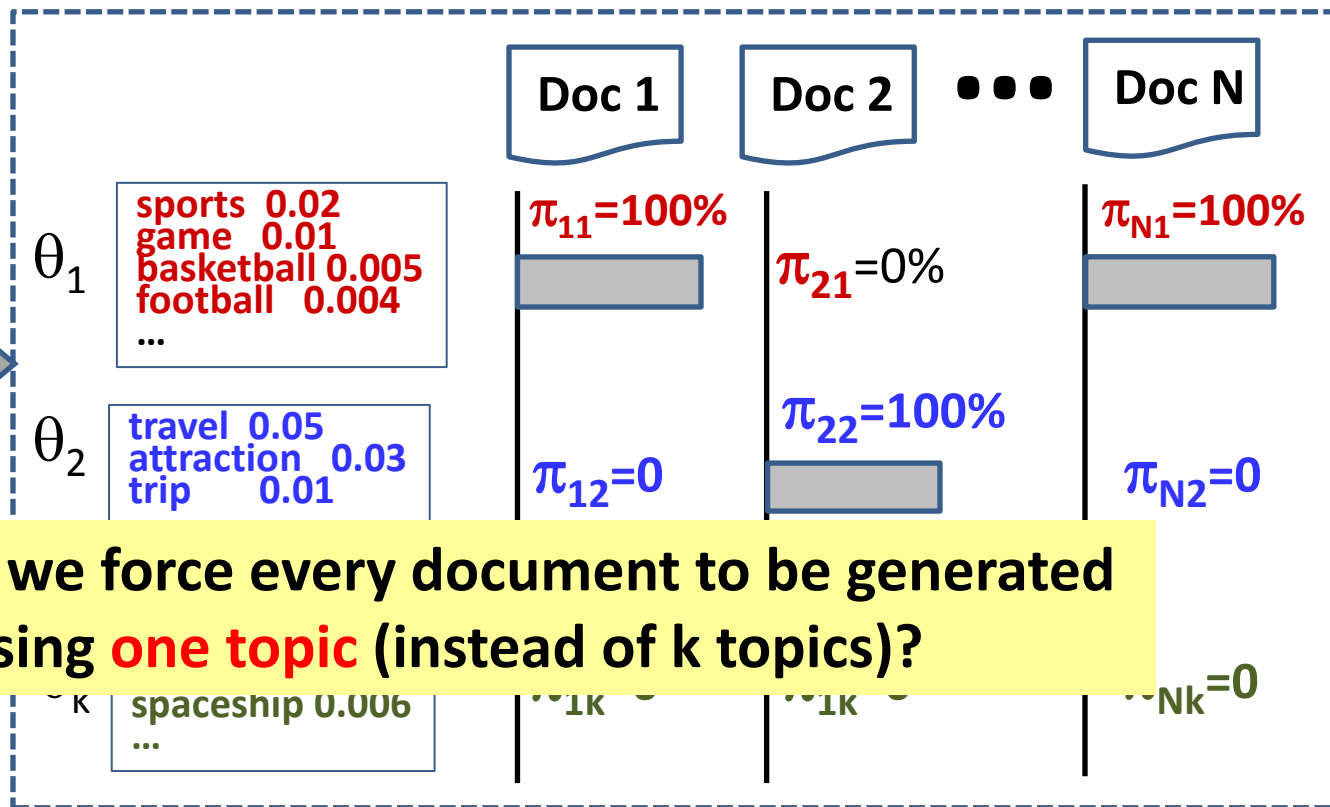 Doc 1 Doc 2 ••• Doc N
sports 0.02
game 0.01
basketball 0.005
football 0.004
...
θ1
π11=100%
π21=0%
πN1=100%
θ2
travel 0.05
attraction 0.03
trip 0.01
π12=0
π22=100%
πN2=0
we force every document to be generated
sing one topic (instead of k topics)?
k
spaceship 0.006
...
1k
1k
Nk=0